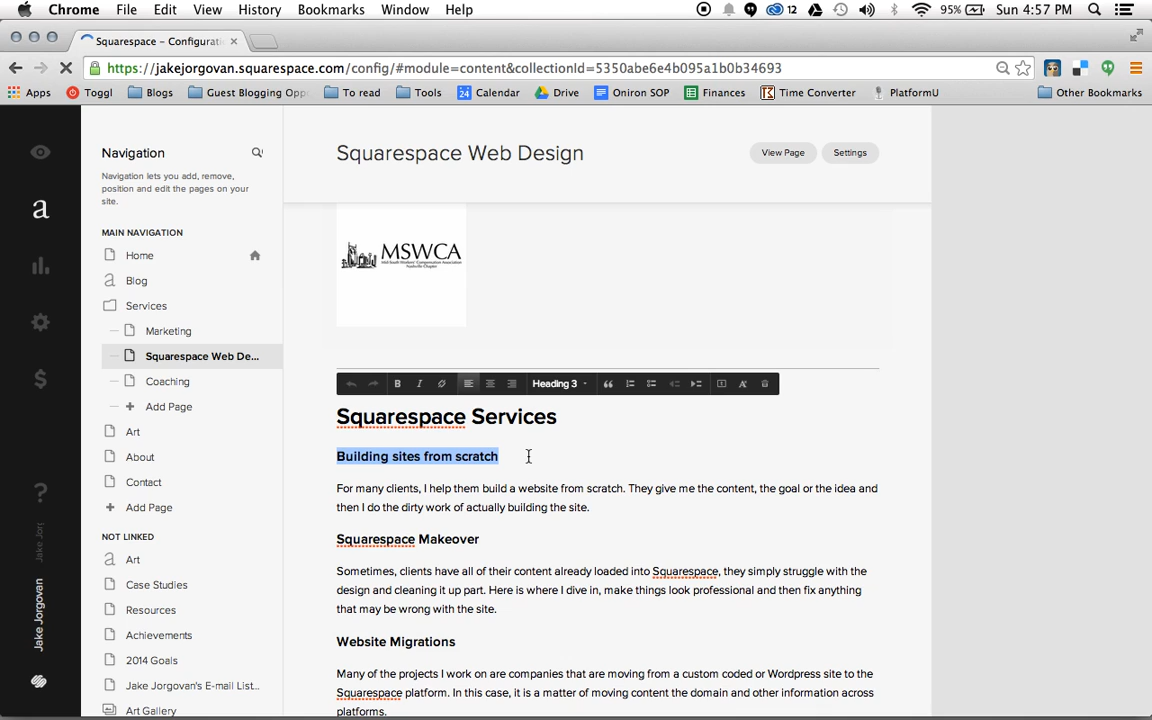 Chrome File Edit View History Bookmarks Window Help 12 95% Sun 4:57 PM
Squarespace – Configurati
https://jakejorgovan.squarespace.com/config/#module=content&collectionId=5350abe6e4b095a1b0b34693
Apps Toggl Blogs Guest Blogging Opp To read Tools 24 Calendar Drive Oniron SOP Finances Time Converter PlatformU Other Bookmarks
Navigation
Navigation lets you add, remove,
position and edit the pages on your
site.
MAIN NAVIGATION
Home
Blog
Services
Marketing
Squarespace Web De...
Coaching
Add Page
Art
About
Contact
Add Page
NOT LINKED
Art
Case Studies
Resources
Achievements
2014 Goals
Jake Jorgovan's E-mail List...
Art Gallery
Jake Jorgovan
Squarespace Web Design
View Page Settings
MSWCA
B I Heading 3
Squarespace Services
Building sites from scratch
For many clients, I help them build a website from scratch. They give me the content, the goal or the idea and
then I do the dirty work of actually building the site.
Squarespace Makeover
Sometimes, clients have all of their content already loaded into Squarespace, they simply struggle with the
design and cleaning it up part. Here is where I dive in, make things look professional and then fix anything
that may be wrong with the site.
Website Migrations
Many of the projects I work on are companies that are moving from a custom coded or Wordpress site to the
Squarespace platform. In this case, it is a matter of moving content the domain and other information across
platforms.